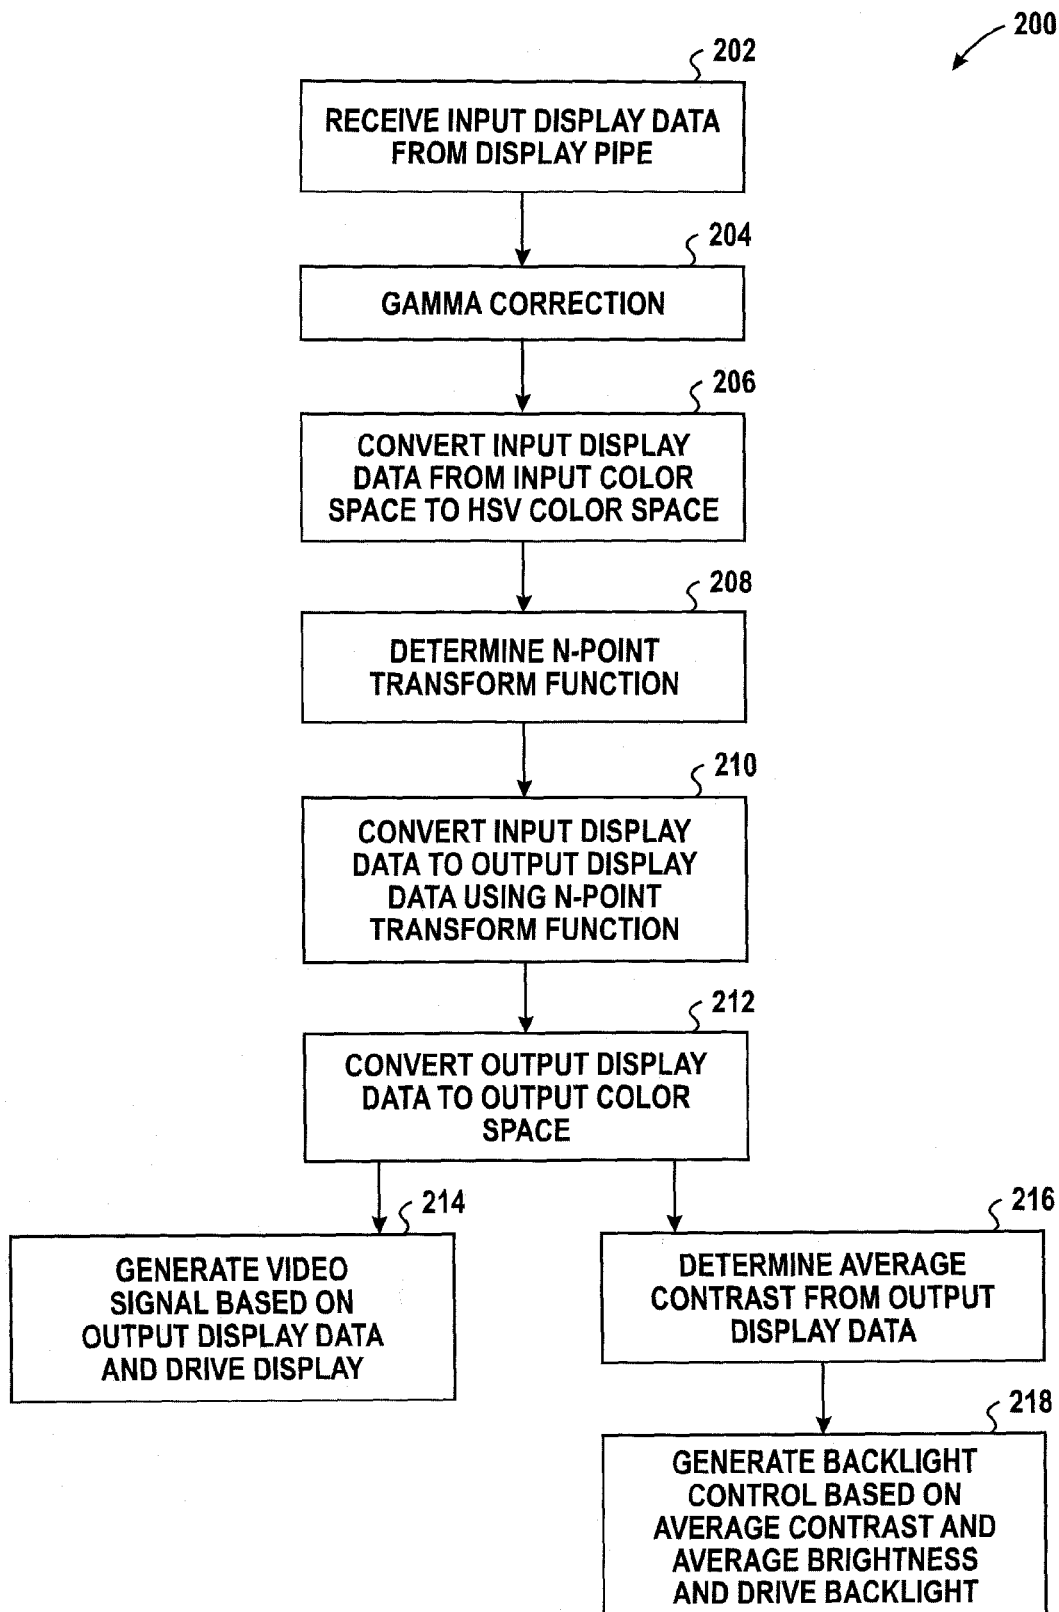 200
202
RECEIVE INPUT DISPLAY DATA
FROM DISPLAY PIPE
204
GAMMA CORRECTION
206
CONVERT INPUT DISPLAY
DATA FROM INPUT COLOR
SPACE TO HSV COLOR SPACE
208
DETERMINE N-POINT
TRANSFORM FUNCTION
210
CONVERT INPUT DISPLAY
DATA TO OUTPUT DISPLAY
DATA USING N-POINT
TRANSFORM FUNCTION
212
CONVERT OUTPUT DISPLAY
DATA TO OUTPUT COLOR
SPACE
214
GENERATE VIDEO
SIGNAL BASED ON
OUTPUT DISPLAY DATA
AND DRIVE DISPLAY
216
DETERMINE AVERAGE
CONTRAST FROM OUTPUT
DISPLAY DATA
218
GENERATE BACKLIGHT
CONTROL BASED ON
AVERAGE CONTRAST AND
AVERAGE BRIGHTNESS
AND DRIVE BACKLIGHT